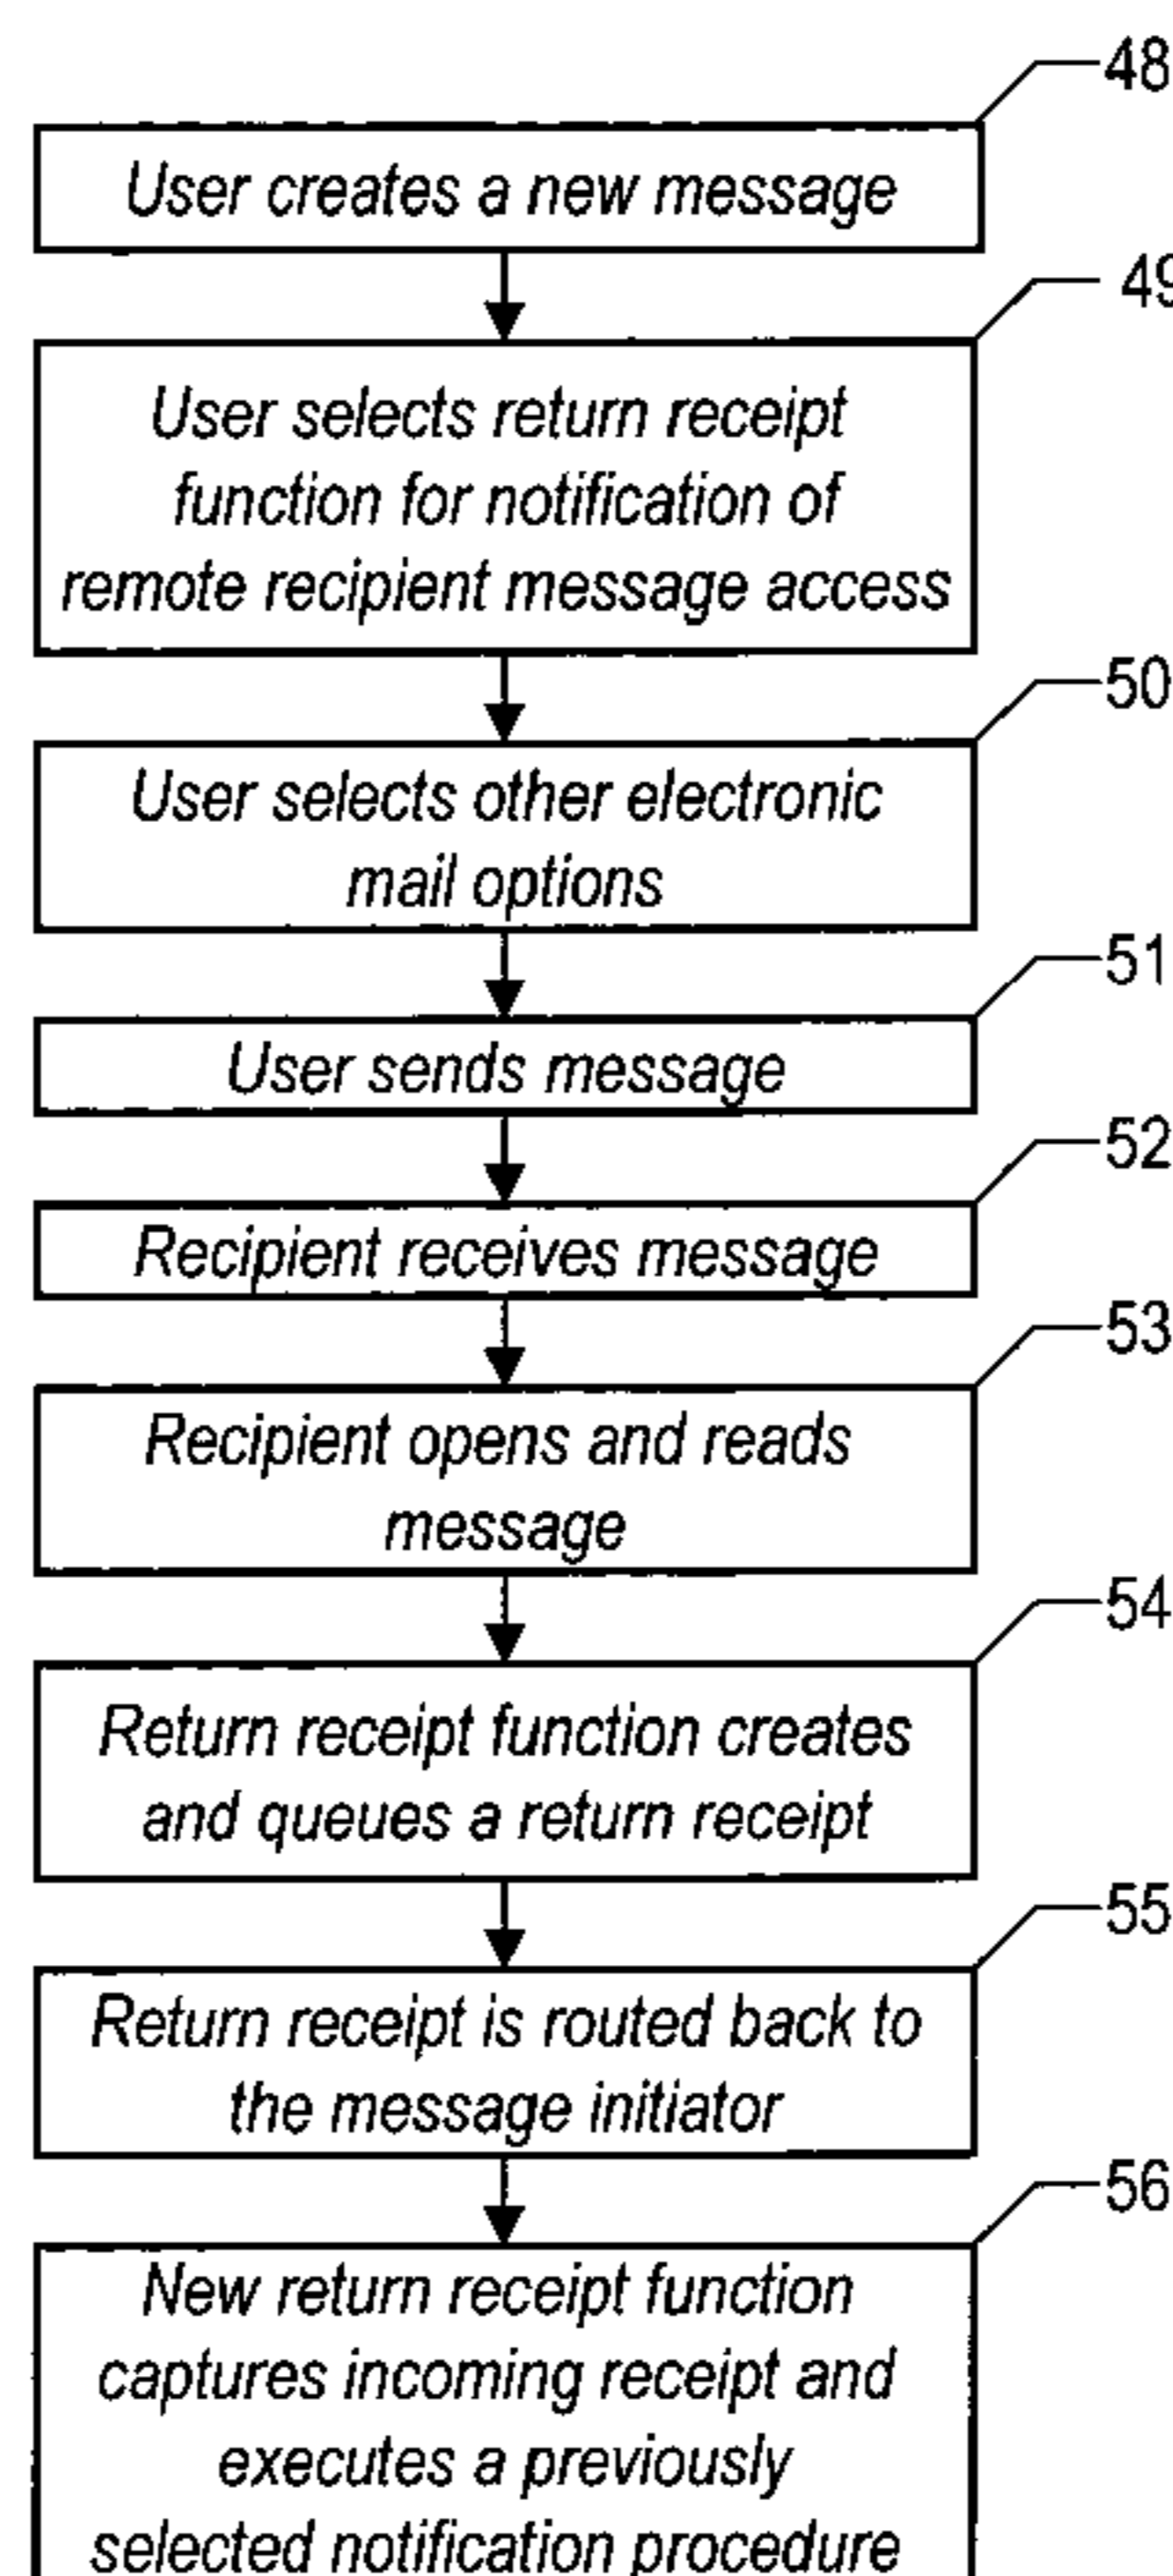 48
User creates a new message
49
User selects return receipt
function for notification of
remote recipient message access
50
User selects other electronic
mail options
51
User sends message
52
Recipient receives message
53
Recipient opens and reads
message
54
Return receipt function creates
and queues a return receipt
55
Return receipt is routed back to
the message initiator
56
New return receipt function
captures incoming receipt and
executes a previously
selected notification procedure